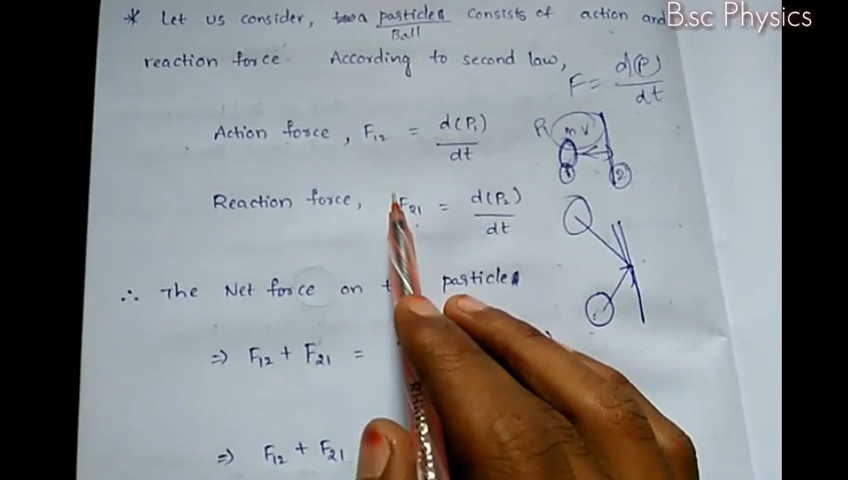 B.sc Physics
* Let us consider, two particles consists of action and
Ball
reaction force. According to second law,
F = d(P)/dt
Action force, F₁₂ = d(P₁)/dt
P₁ m v
1 2
Reaction force, F₂₁ = d(P₂)/dt
∴ The Net force on particles
⇒ F₁₂ + F₂₁ =
⇒ F₁₂ + F₂₁